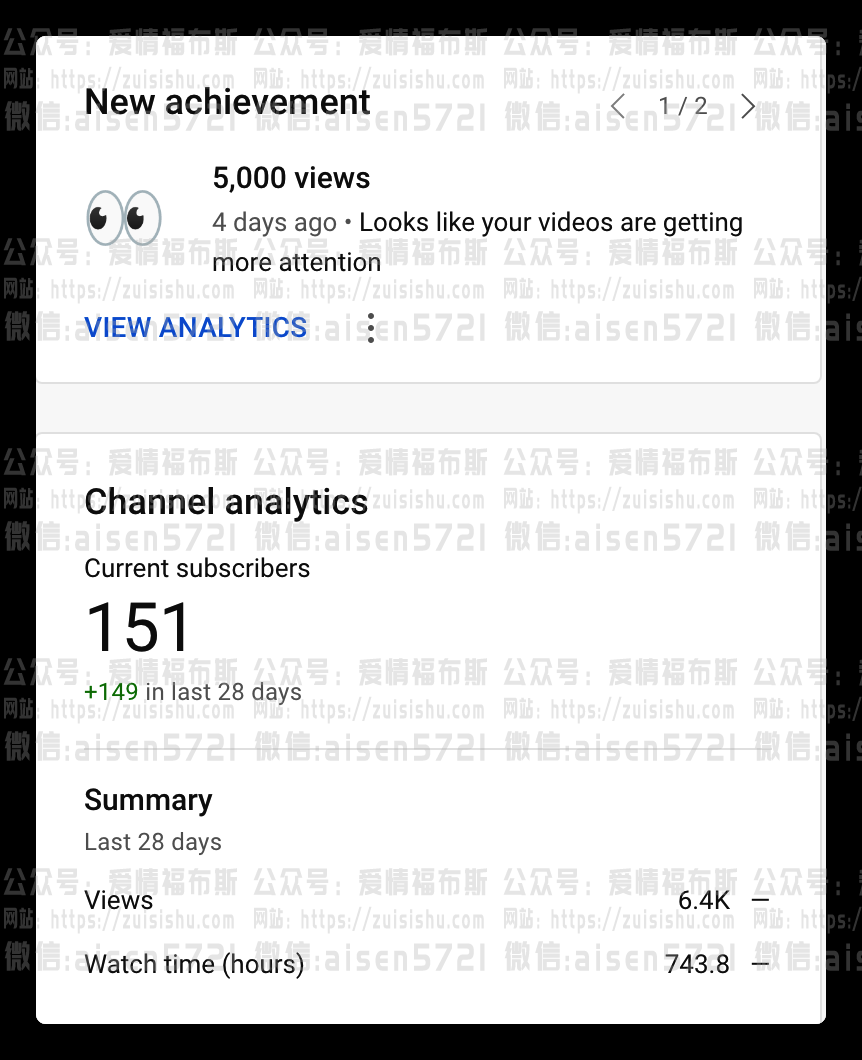 New achievement
1 / 2
5,000 views
4 days ago • Looks like your videos are getting
more attention
VIEW ANALYTICS
Channel analytics
Current subscribers
151
+149 in last 28 days
Summary
Last 28 days
Views 6.4K —
Watch time (hours) 743.8 —
公众号：爱情福布斯
网站：https://zuisishu.com
微信:aisen5721